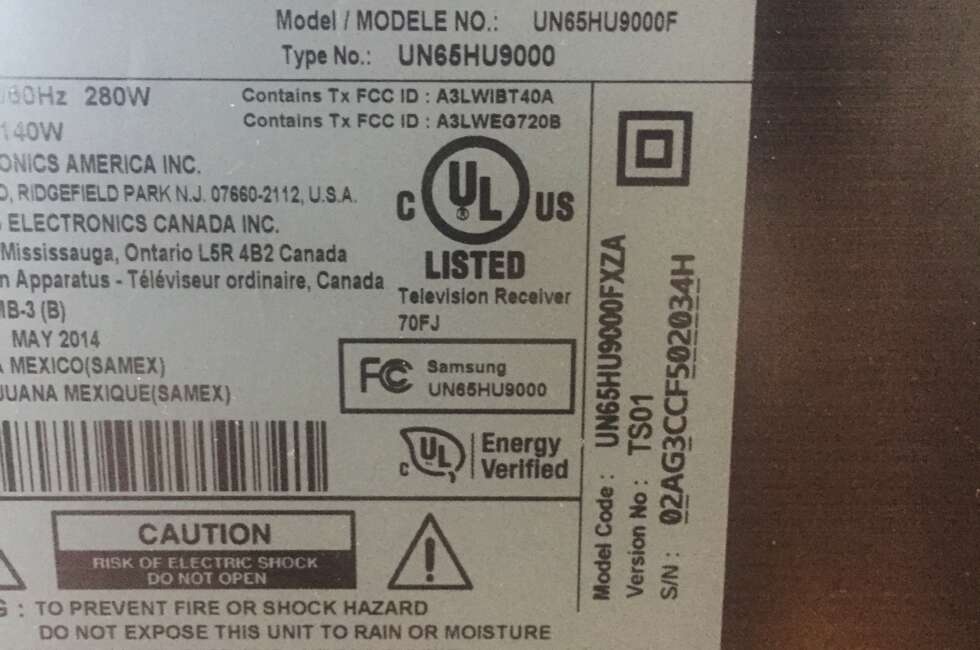 Model / MODELE NO.: UN65HU9000F
Type No.: UN65HU9000
60Hz 280W
140W
ONICS AMERICA INC.
RIDGEFIELD PARK N.J. 07660-2112, U.S.A.
ELECTRONICS CANADA INC.
Mississauga, Ontario L5R 4B2 Canada
n Apparatus - Téléviseur ordinaire, Canada
MB-3 (B)
MAY 2014
MEXICO(SAMEX)
JUANA MEXIQUE(SAMEX)
Contains Tx FCC ID : A3LWIBT40A
Contains Tx FCC ID : A3LWEG720B
C UL ® US
LISTED
Television Receiver
70FJ
FC Samsung
UN65HU9000
C UL Energy
Verified
CAUTION
RISK OF ELECTRIC SHOCK
DO NOT OPEN
G : TO PREVENT FIRE OR SHOCK HAZARD
DO NOT EXPOSE THIS UNIT TO RAIN OR MOISTURE
Model Code : UN65HU9000FXZA
Version No : TS01
S/N : 02AG3CCF502034H